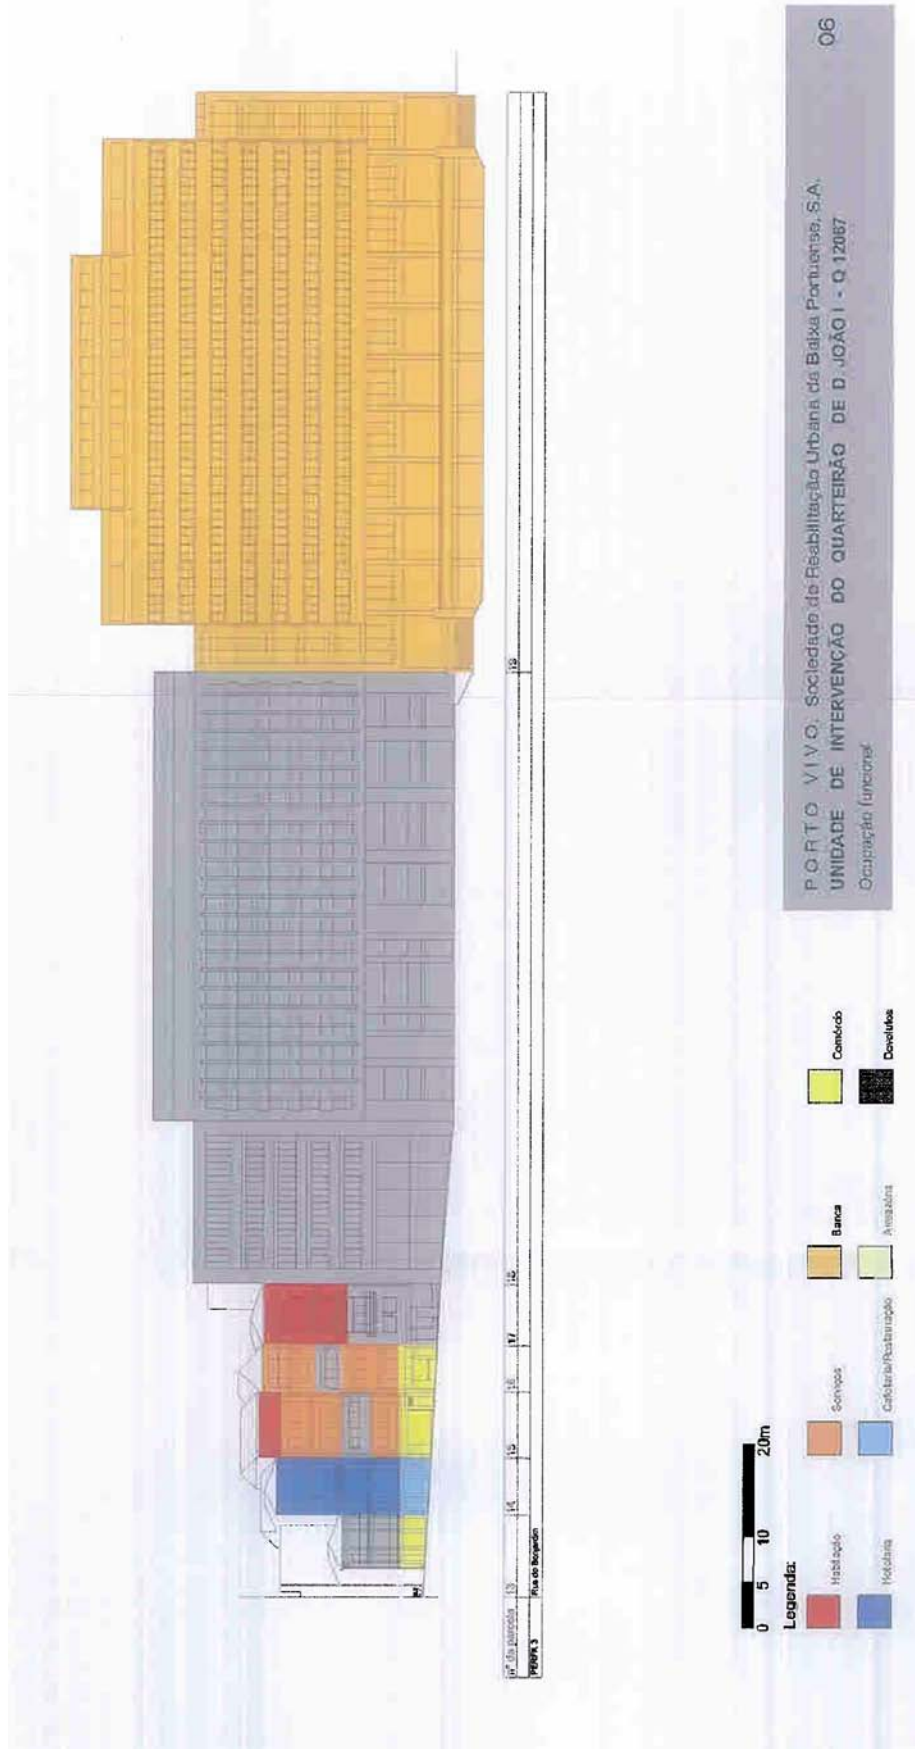 nº da parcela 13 14 15 16 17 18 19
PERFIL 3 Rua do Bonjardim
0 5 10 20m
Legenda:
Habitação Serviços Banca Comércio
Hotelaria Cafetaria/Restauração Armazéns Devolutos
PORTO VIVO, Sociedade de Reabilitação Urbana da Baixa Portuense, S.A. 06
UNIDADE DE INTERVENÇÃO DO QUARTEIRÃO DE D. JOÃO I - Q 12067
Ocupação funcional